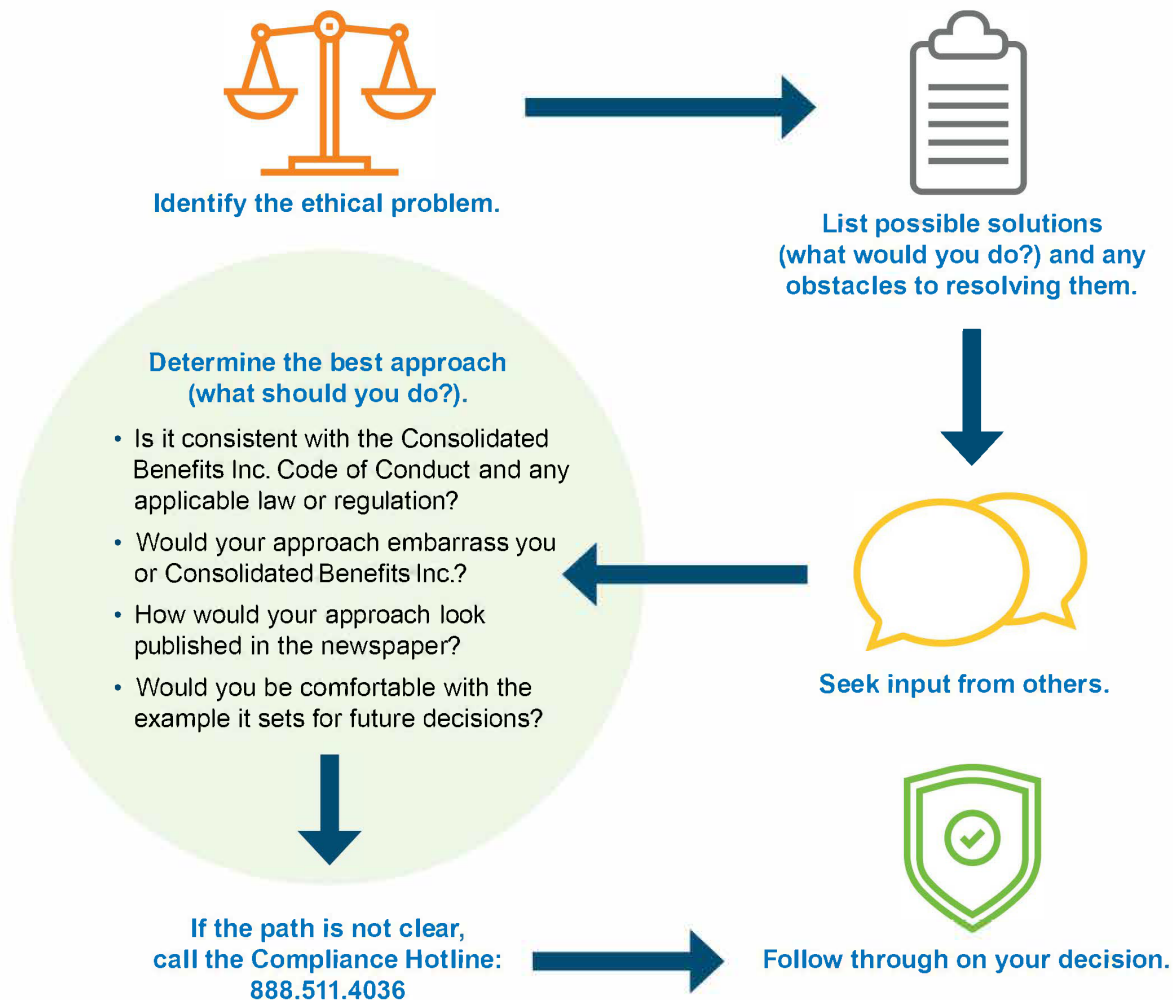 Identify the ethical problem.
List possible solutions
(what would you do?) and any
obstacles to resolving them.
Seek input from others.
Determine the best approach
(what should you do?).
• Is it consistent with the Consolidated
Benefits Inc. Code of Conduct and any
applicable law or regulation?
• Would your approach embarrass you
or Consolidated Benefits Inc.?
• How would your approach look
published in the newspaper?
• Would you be comfortable with the
example it sets for future decisions?
If the path is not clear,
call the Compliance Hotline:
888.511.4036
Follow through on your decision.